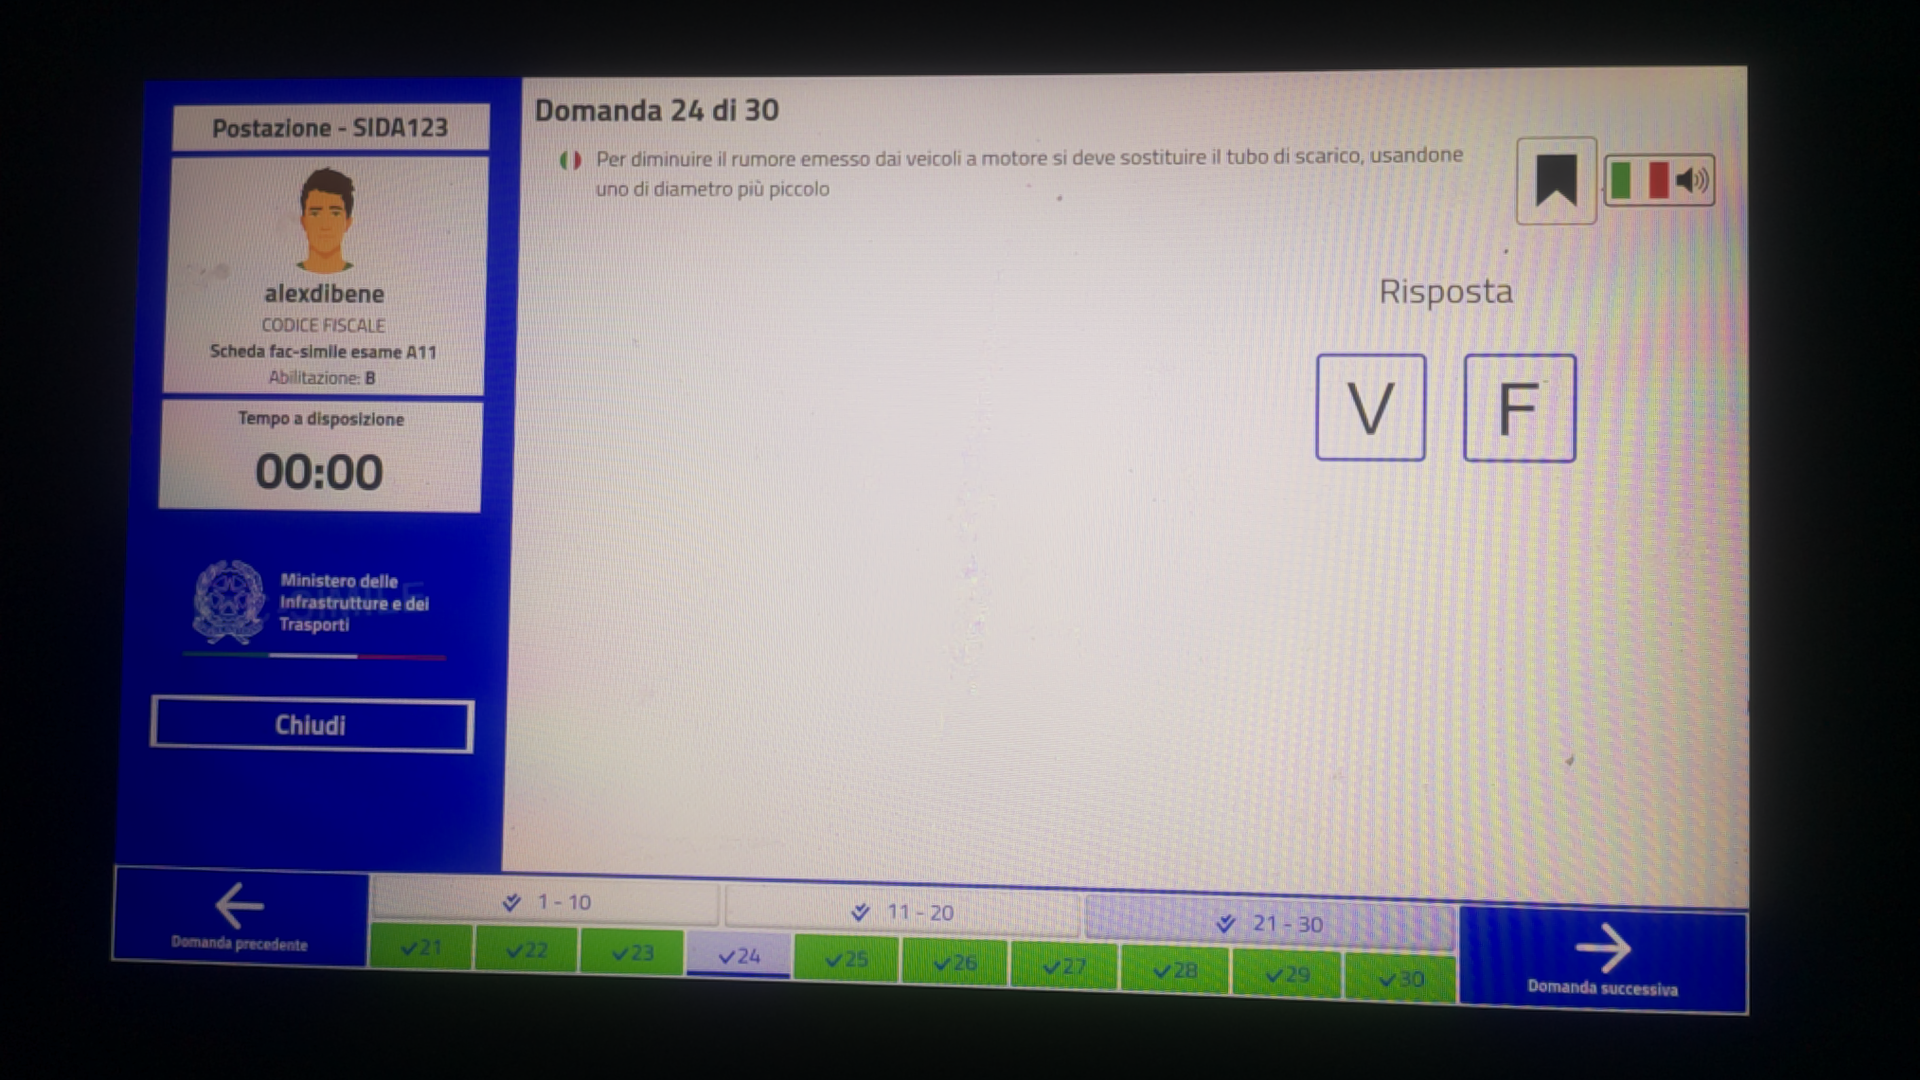 Postazione - SIDA123
alexdibene
CODICE FISCALE
Scheda fac-simile esame A11
Abilitazione: B
Tempo a disposizione
00:00
Ministero delle
Infrastrutture e dei
Trasporti
Chiudi
Domanda 24 di 30
Per diminuire il rumore emesso dai veicoli a motore si deve sostituire il tubo di scarico, usandone
uno di diametro più piccolo
Risposta
V F
Domanda precedente
1 - 10 11 - 20 21 - 30
21 22 23 24 25 26 27 28 29 30
Domanda successiva